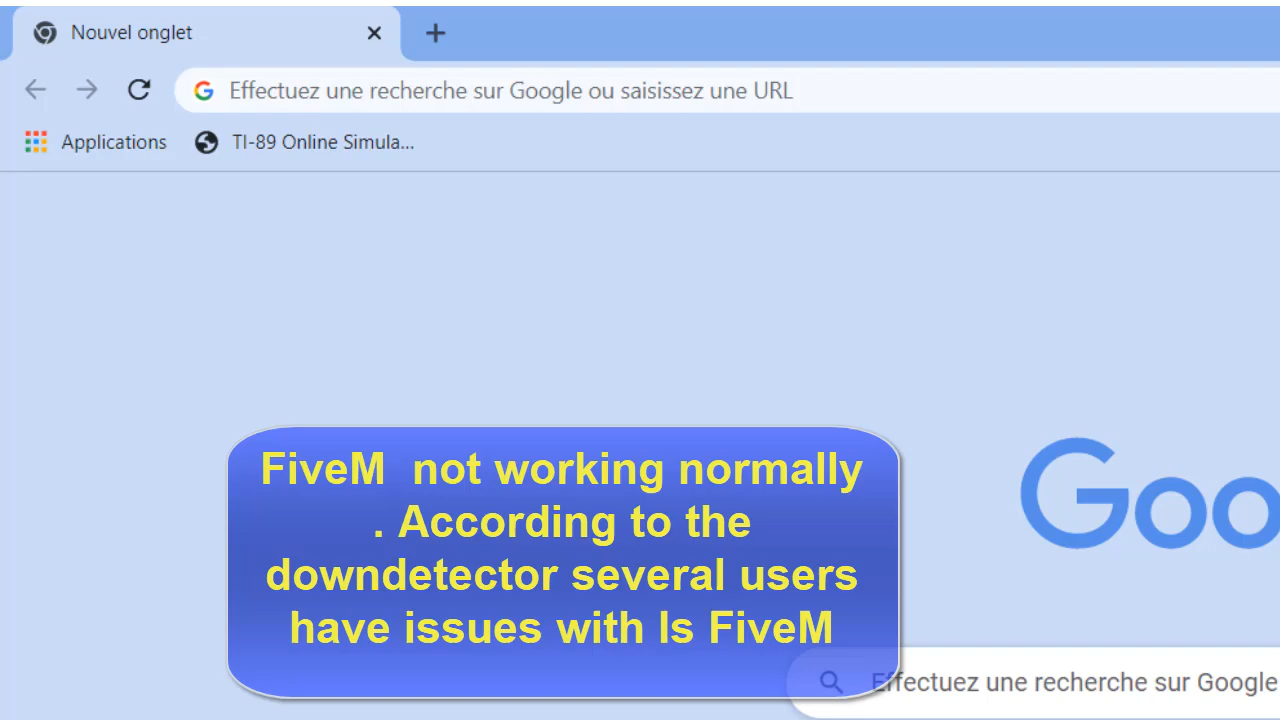 Nouvel onglet
Effectuez une recherche sur Google ou saisissez une URL
Applications
TI-89 Online Simula...
FiveM  not working normally
. According to the
downdetector several users
have issues with Is FiveM
Goo
Effectuez une recherche sur Google